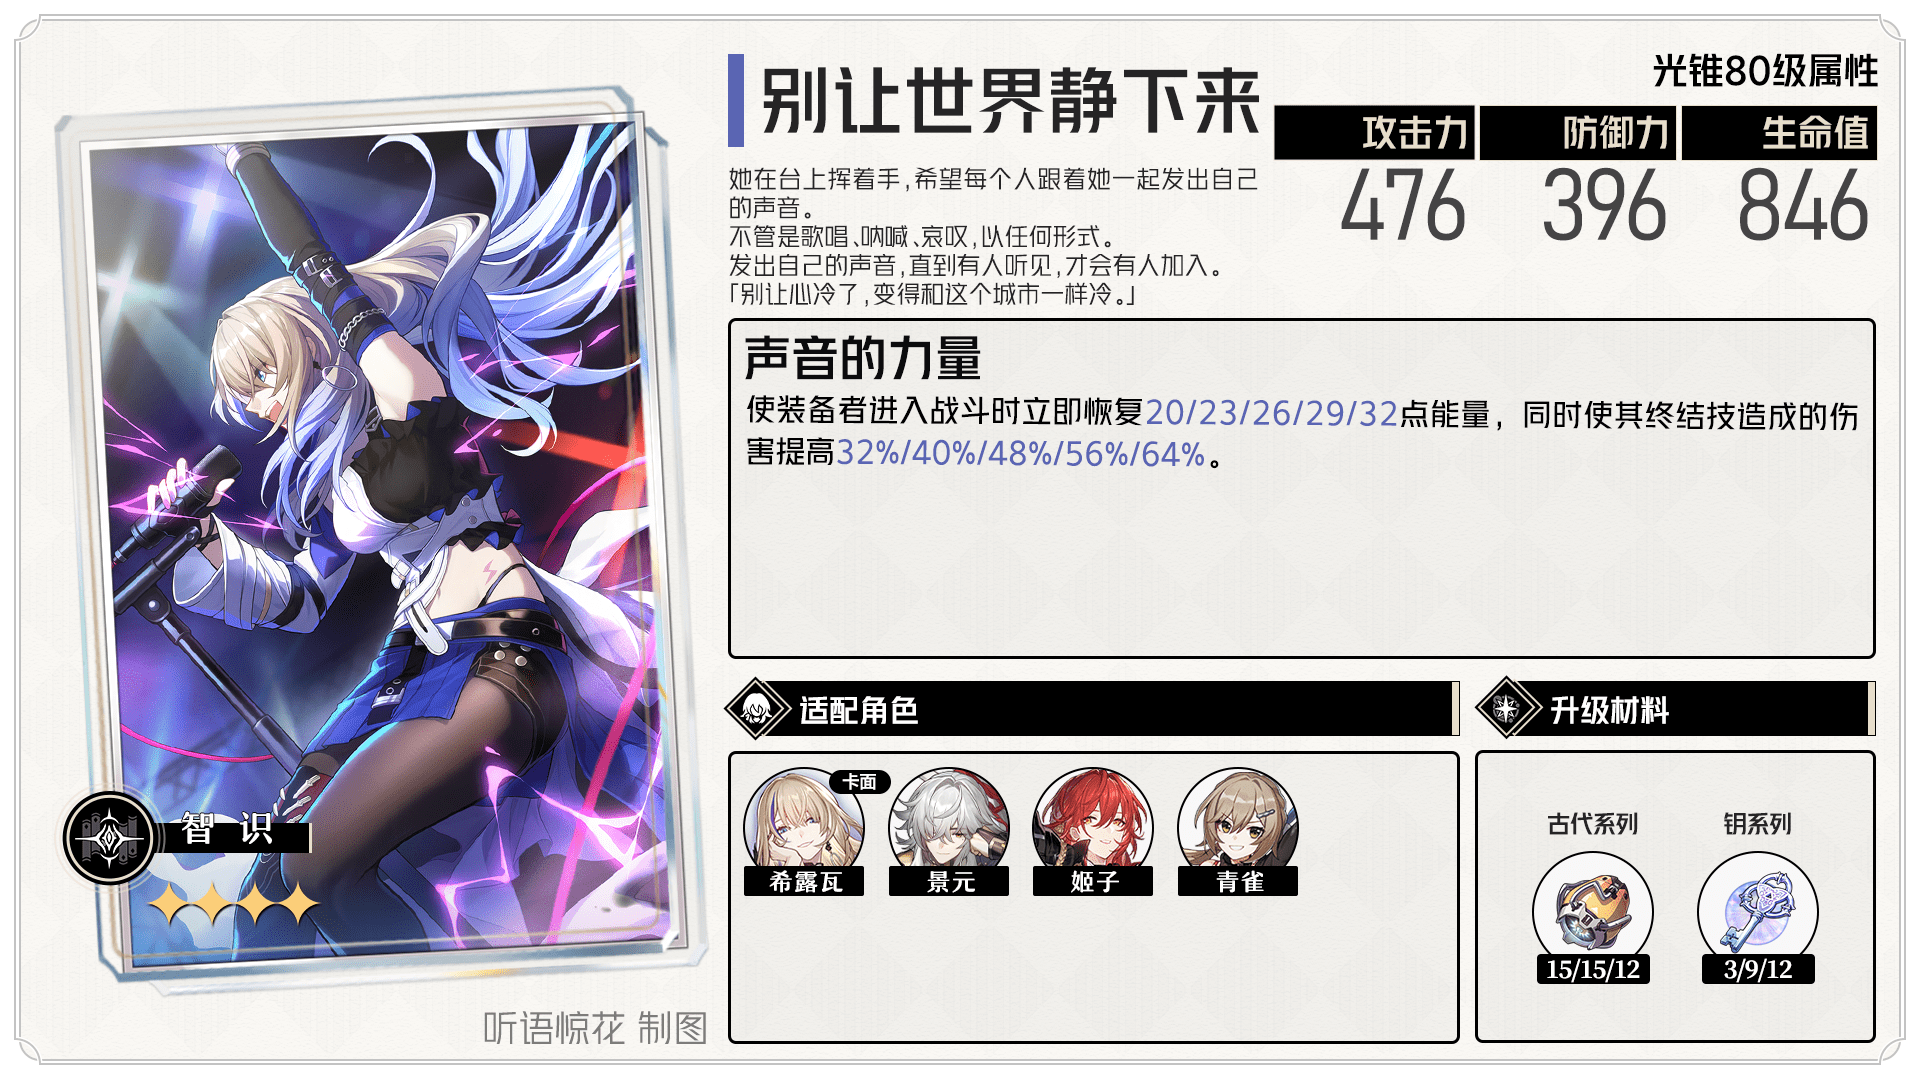 别让世界静下来
光锥80级属性
攻击力 防御力 生命值
476 396 846
她在台上挥着手,希望每个人跟着她一起发出自己
的声音。
不管是歌唱、呐喊、哀叹,以任何形式。
发出自己的声音,直到有人听见,才会有人加入。
「别让心冷了,变得和这个城市一样冷。」
声音的力量
使装备者进入战斗时立即恢复20/23/26/29/32点能量，同时使其终结技造成的伤
害提高32%/40%/48%/56%/64%。
智 识
适配角色
卡面
希露瓦 景元 姬子 青雀
升级材料
古代系列 钥系列
15/15/12 3/9/12
听语惊花 制图